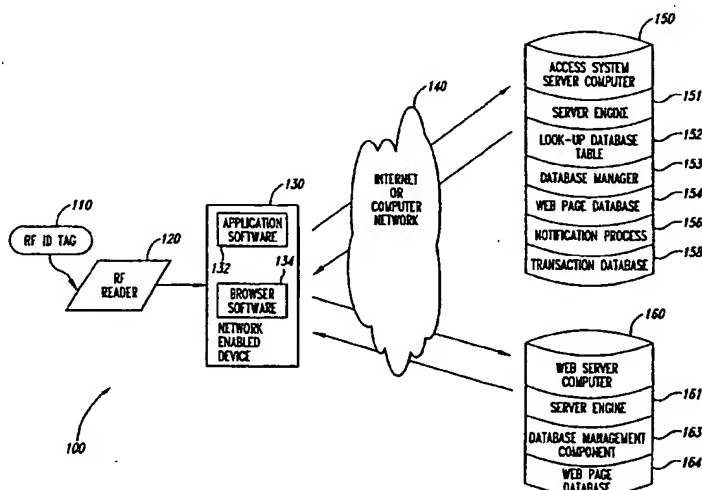 150
ACCESS SYSTEM
SERVER COMPUTER
151
SERVER ENGINE
152
LOOK-UP DATABASE
TABLE
153
DATABASE MANAGER
154
WEB PAGE DATABASE
156
NOTIFICATION PROCESS
158
TRANSACTION DATABASE
140
INTERNET
OR
COMPUTER
NETWORK
130
APPLICATION
SOFTWARE
132
134
BROWSER
SOFTWARE
NETWORK
ENABLED
DEVICE
110
RF ID TAG
120
RF
READER
100
160
WEB SERVER
COMPUTER
161
SERVER ENGINE
163
DATABASE MANAGEMENT
COMPONENT
164
WEB PAGE
DATABASE